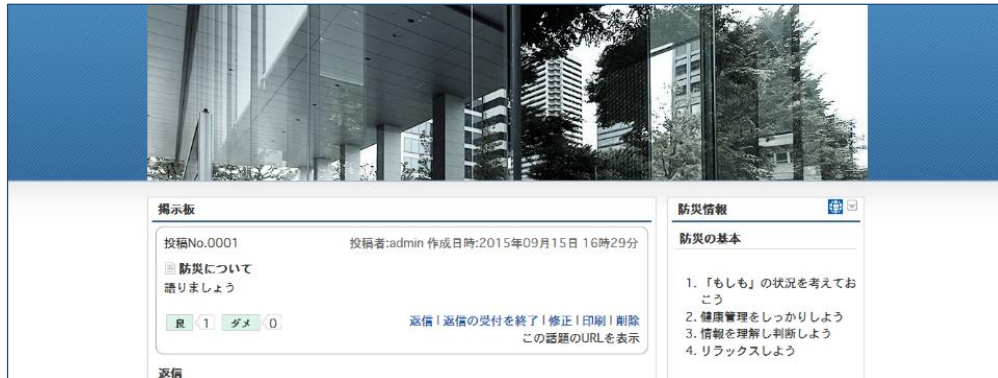 掲示板
投稿No.0001 投稿者:admin 作成日時:2015年09月15日 16時29分
防災について
語りましょう
良 1 ダメ 0
返信 | 返信の受付を終了 | 修正 | 印刷 | 削除
この話題のURLを表示
返信
防災情報
防災の基本
1. 「もしも」の状況を考えてお
こう
2. 健康管理をしっかりしよう
3. 情報を理解し判断しよう
4. リラックスしよう